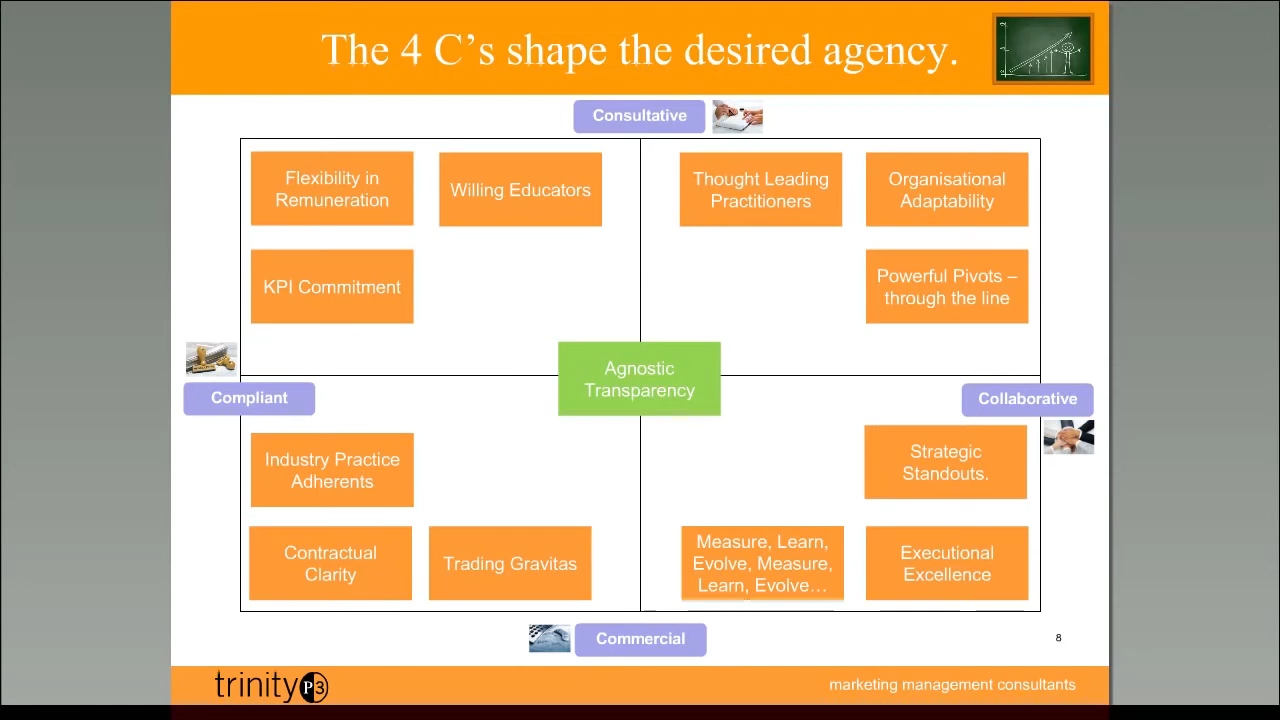 The 4 C’s shape the desired agency.
Consultative
Flexibility in
Remuneration
Willing Educators
Thought Leading
Practitioners
Organisational
Adaptability
KPI Commitment
Powerful Pivots –
through the line
Agnostic
Transparency
Compliant
Collaborative
Industry Practice
Adherents
Strategic
Standouts.
Contractual
Clarity
Trading Gravitas
Measure, Learn,
Evolve, Measure,
Learn, Evolve…
Executional
Excellence
Commercial
8
trinity P3
marketing management consultants